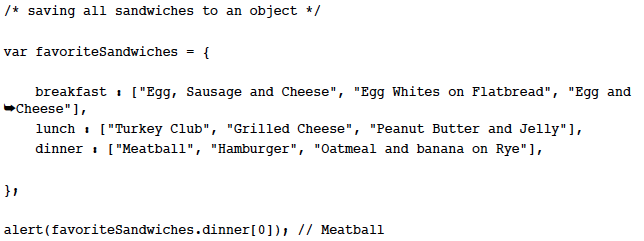 /* saving all sandwiches to an object */
var favoriteSandwiches = {
breakfast : ["Egg, Sausage and Cheese", "Egg Whites on Flatbread", "Egg and
➥Cheese"],
lunch : ["Turkey Club", "Grilled Cheese", "Peanut Butter and Jelly"],
dinner : ["Meatball", "Hamburger", "Oatmeal and banana on Rye"],
};
alert(favoriteSandwiches.dinner[0]); // Meatball